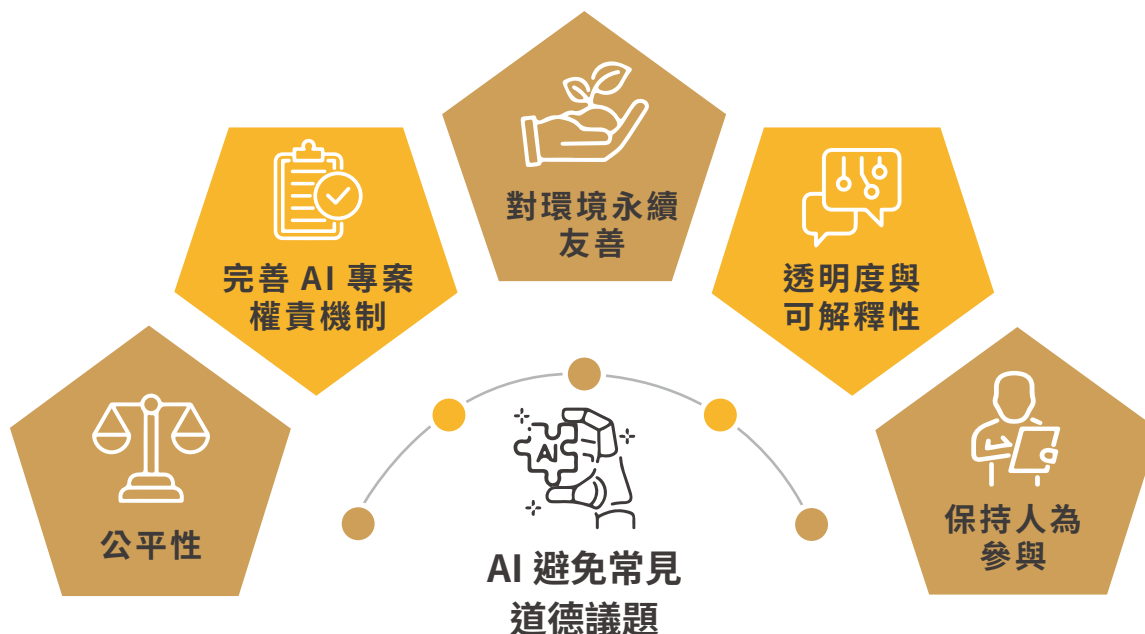 公平性
完善 AI 專案
權責機制
對環境永續
友善
透明度與
可解釋性
保持人為
參與
AI
AI 避免常見
道德議題